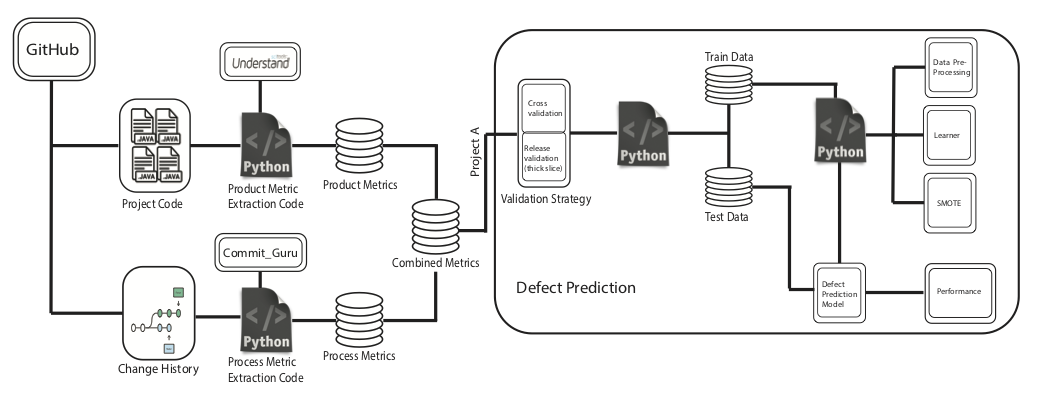 GitHub
Understand
JAVA
JAVA
JAVA
JAVA
Project Code
</>
Python
Product Metric
Extraction Code
Product Metrics
Commit_Guru
Change History
</>
Python
Process Metric
Extraction Code
Process Metrics
Combined Metrics
Project A
Cross
validation
Release
validation
(thick slice)
Validation Strategy
</>
Python
Train Data
Test Data
</>
Python
Data Pre-
Processing
Learner
SMOTE
Defect
Prediction
Model
Performance
Defect Prediction